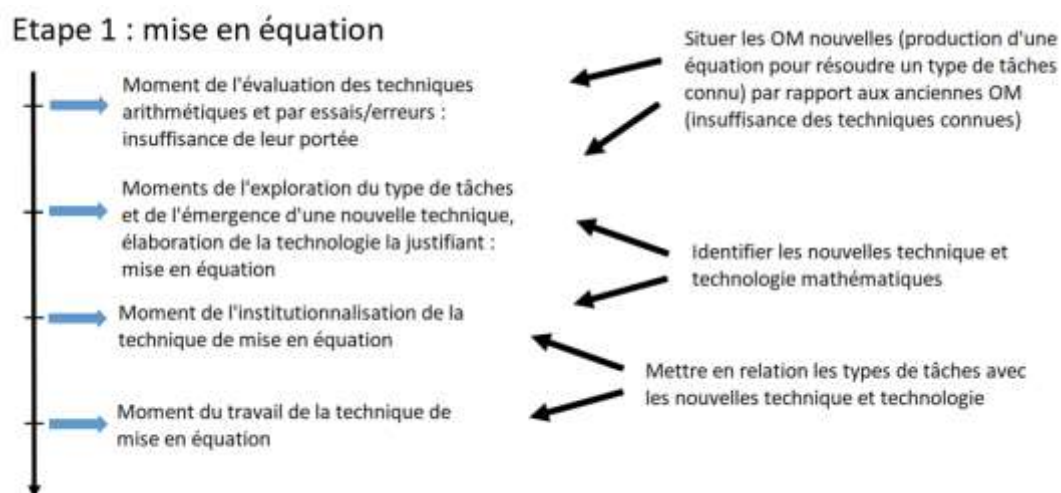 Etape 1 : mise en équation
Moment de l'évaluation des techniques
arithmétiques et par essais/erreurs :
insuffisance de leur portée
Moments de l'exploration du type de tâches
et de l'émergence d'une nouvelle technique,
élaboration de la technologie la justifiant :
mise en équation
Moment de l'institutionnalisation de la
technique de mise en équation
Moment du travail de la technique de
mise en équation
Situer les OM nouvelles (production d'une
équation pour résoudre un type de tâches
connu) par rapport aux anciennes OM
(insuffisance des techniques connues)
Identifier les nouvelles technique et
technologie mathématiques
Mettre en relation les types de tâches avec
les nouvelles technique et technologie